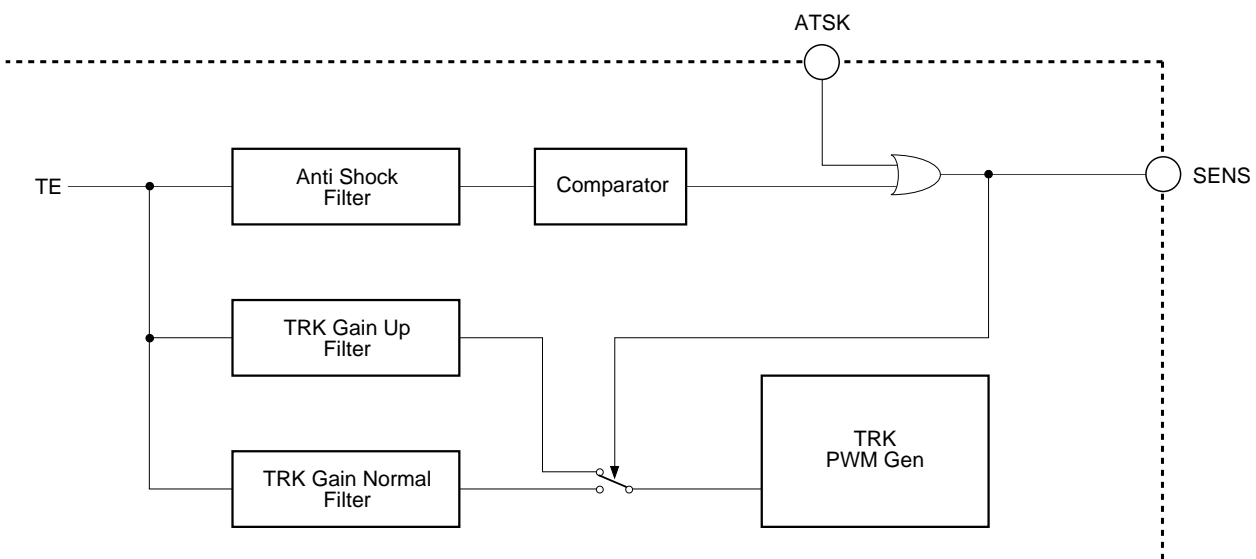 ATSK
TE
Anti Shock
Filter
Comparator
SENS
TRK Gain Up
Filter
TRK
PWM Gen
TRK Gain Normal
Filter